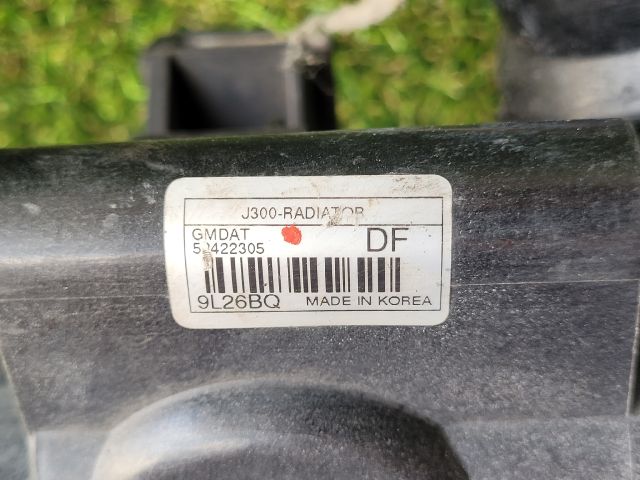 J300-RADIATOR
GMDAT
DF
9L26BQ MADE IN KOREA